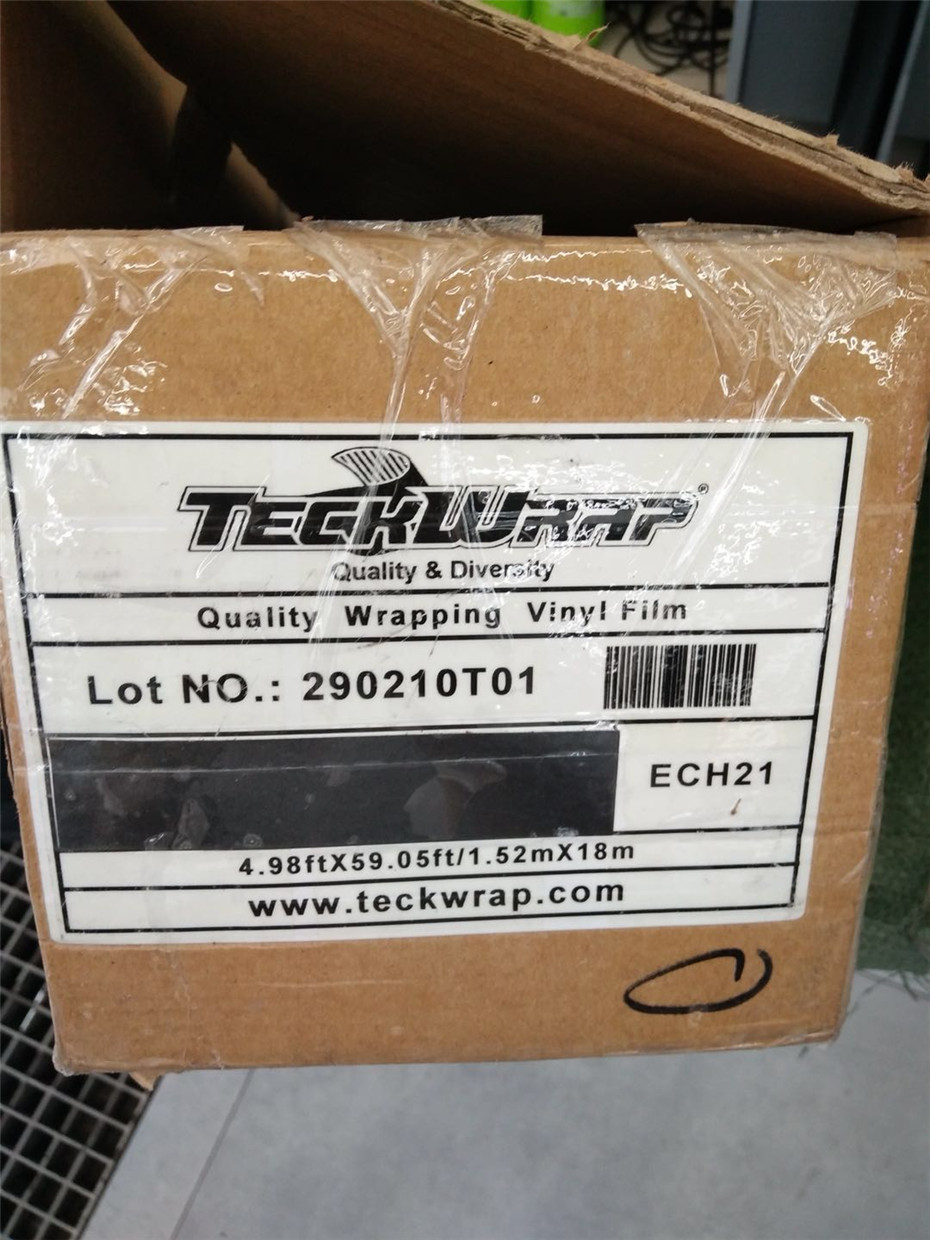 TECKWRAP®
Quality & Diversity
Quality Wrapping Vinyl Film
Lot NO.: 290210T01
ECH21
4.98ftX59.05ft/1.52mX18m
www.teckwrap.com